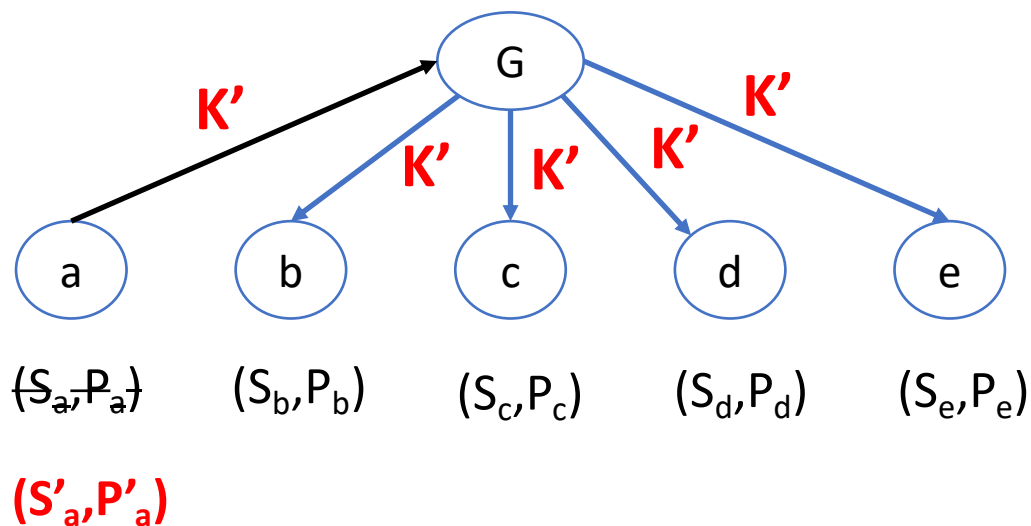 G
K’
K’
K’
K’
K’
a b c d e
(Sa,Pa) (Sb,Pb) (Sc,Pc) (Sd,Pd) (Se,Pe)
(S’a,P’a)